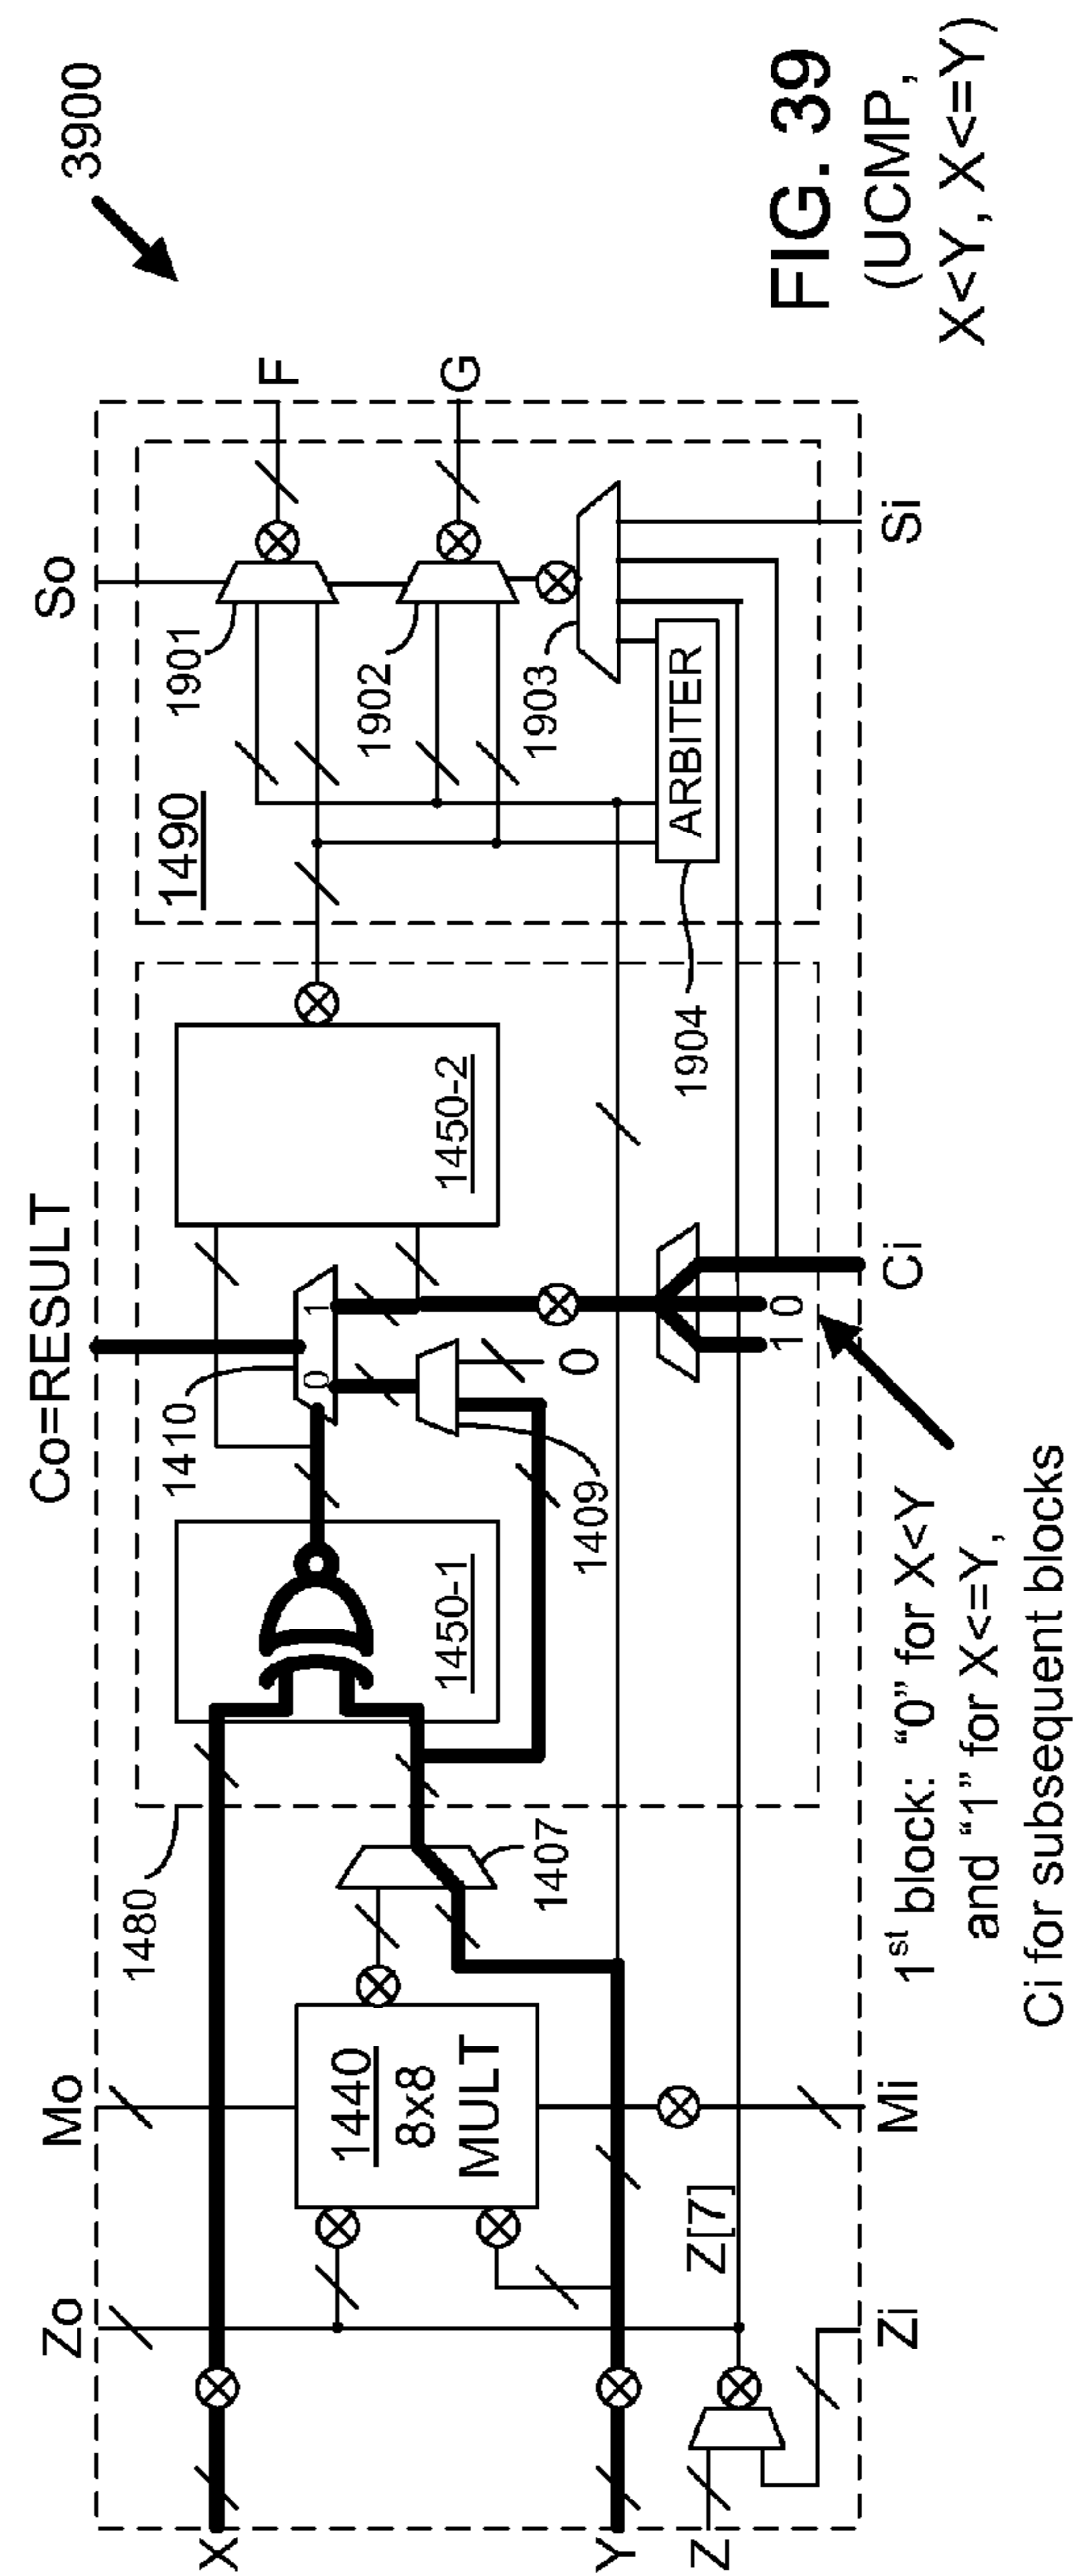 3900
So
Co=RESULT
Mo
Zo
F
G
1901
1902
1903
1490
ARBITER
1904
Si
1450-2
1410
0
1
0
1409
1
0
Ci
1450-1
1480
1407
1440
8x8
MULT
Z[7]
Mi
Zi
X
Y
Z
1st block: "0" for X<Y
and "1" for X<=Y,
Ci for subsequent blocks
FIG. 39
(UCMP,
X<Y, X<=Y)